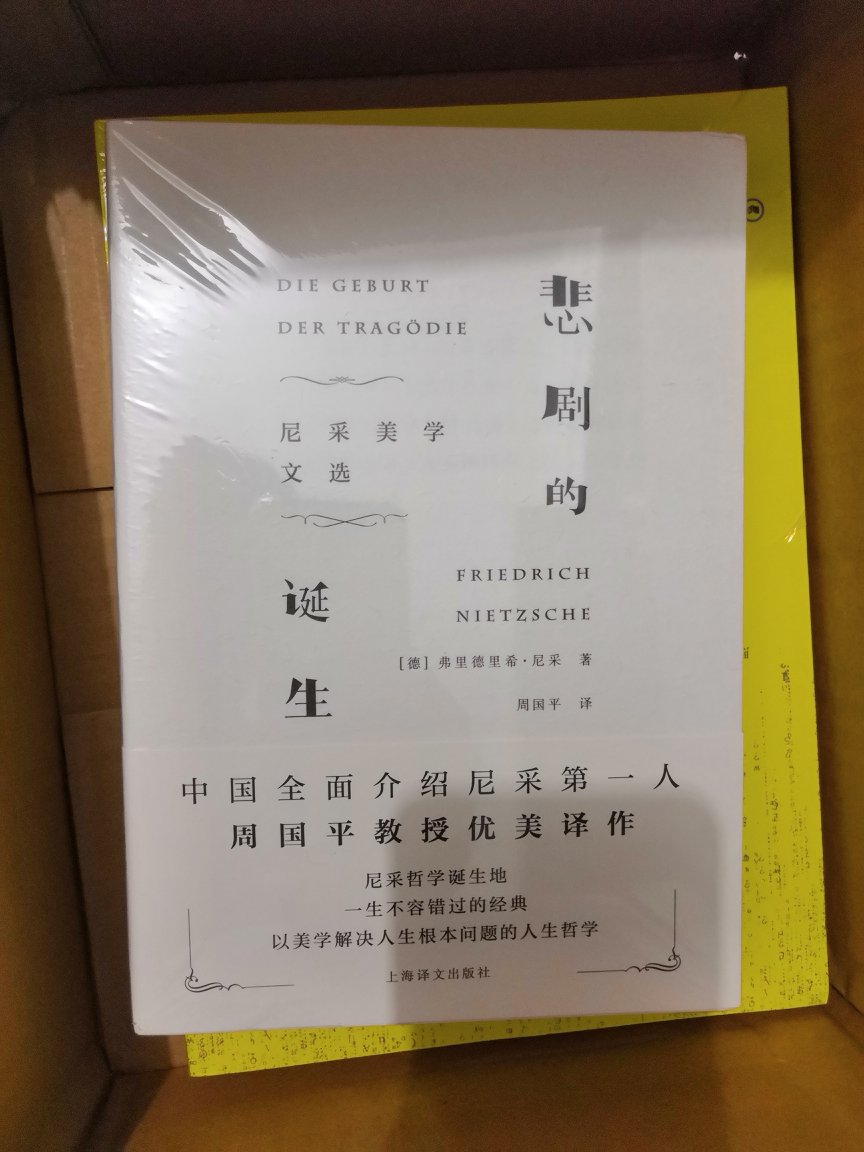 DIE GEBURT
DER TRAGÖDIE
尼采美学
文选
悲剧的
诞生
FRIEDRICH
NIETZSCHE
[德] 弗里德里希·尼采 著
周国平 译
中国全面介绍尼采第一人
周国平教授优美译作
尼采哲学诞生地
一生不容错过的经典
以美学解决人生根本问题的人生哲学
上海译文出版社